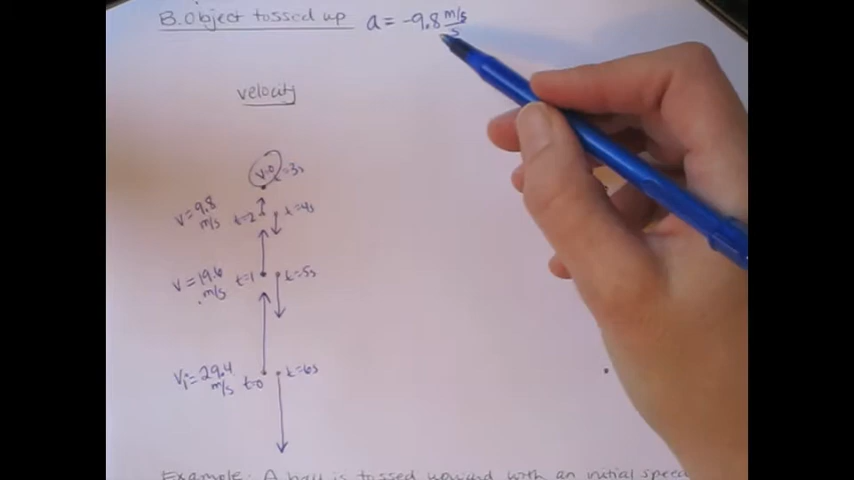 B. Object tossed up a = -9.8 m/s/s
velocity
v=0 t=3s
v=9.8 m/s t=2 t=4s
v=19.6 m/s t=1 t=5s
vi=29.4 m/s t=0 t=6s
Example: A ball is tossed upward with an initial speed